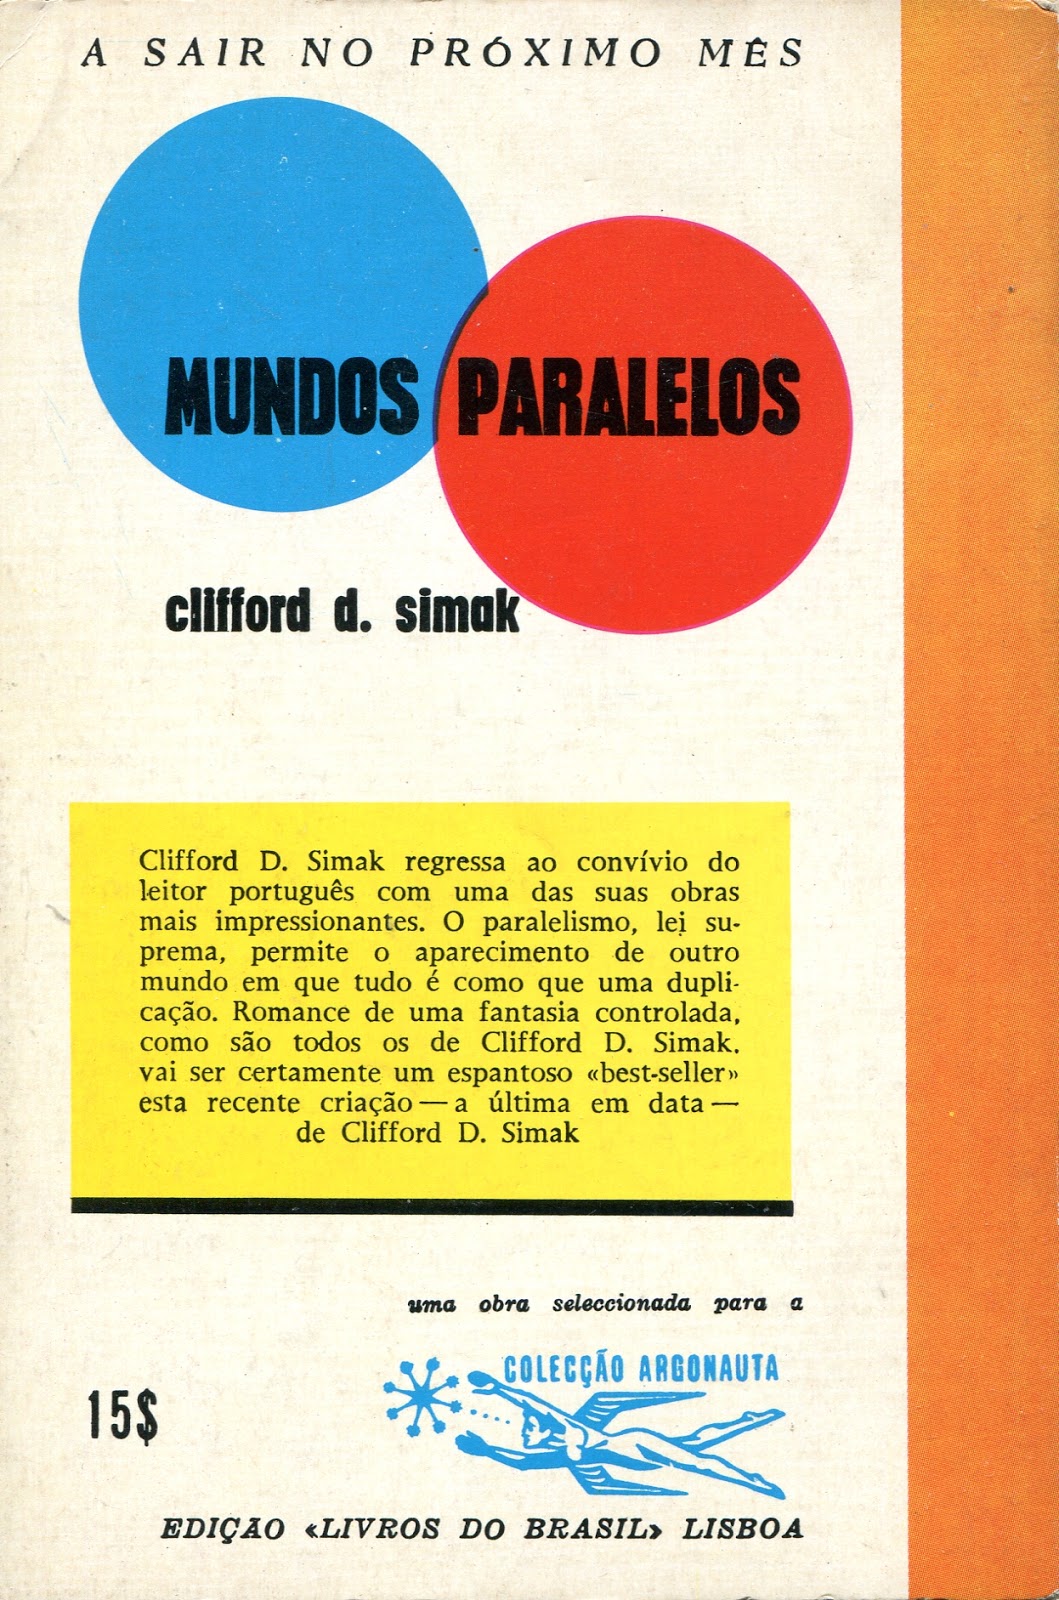 A SAIR NO PRÓXIMO MÊS
MUNDOS PARALELOS
clifford d. simak
Clifford D. Simak regressa ao convívio do
leitor português com uma das suas obras
mais impressionantes. O paralelismo, lei su-
prema, permite o aparecimento de outro
mundo em que tudo é como que uma dupli-
cação. Romance de uma fantasia controlada,
como são todos os de Clifford D. Simak.
vai ser certamente um espantoso «best-seller»
esta recente criação — a última em data —
de Clifford D. Simak
uma obra seleccionada para a
COLECÇÃO ARGONAUTA
15$
EDIÇÃO «LIVROS DO BRASIL» LISBOA